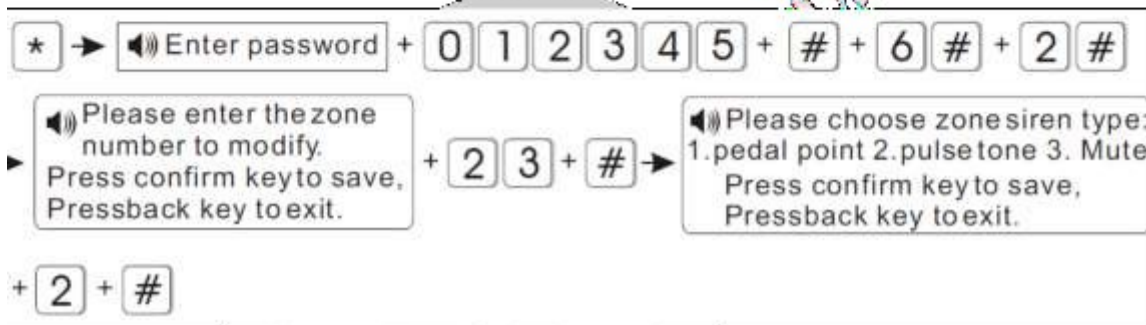 * Enter password + 0 1 2 3 4 5 + # + 6 # + 2 #
Please enter the zone
number to modify.
Press confirm key to save,
Pressback key to exit.
+ 2 3 + #
Please choose zone siren type:
1.pedal point 2.pulse tone 3. Mute
Press confirm key to save,
Pressback key to exit.
+ 2 + #